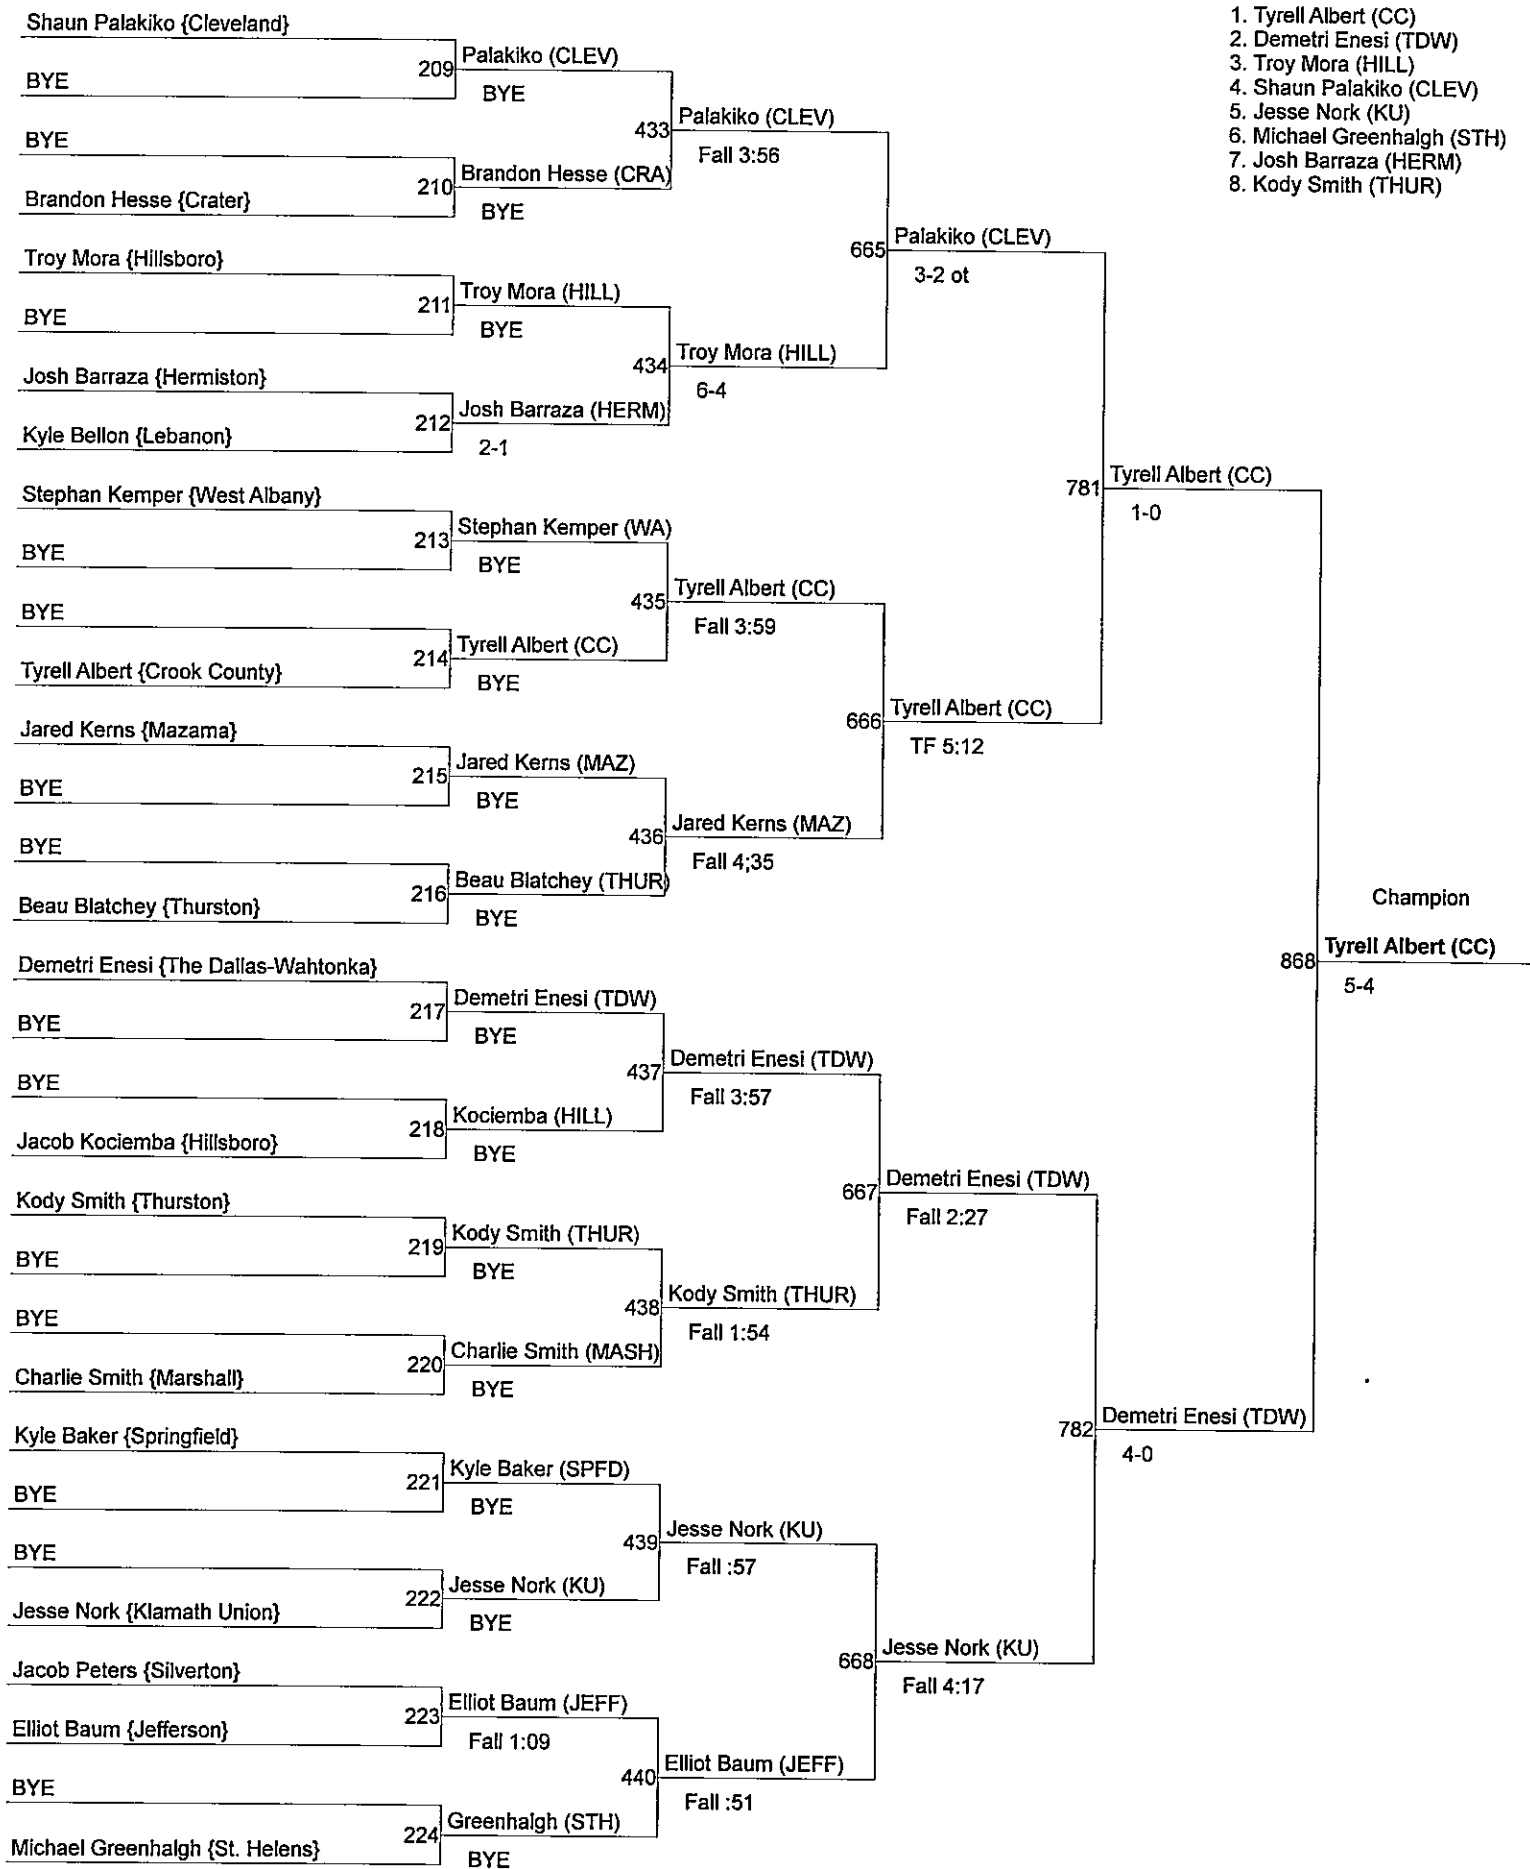 1. Tyrell Albert (CC)
2. Demetri Enesi (TDW)
3. Troy Mora (HILL)
4. Shaun Palakiko (CLEV)
5. Jesse Nork (KU)
6. Michael Greenhalgh (STH)
7. Josh Barraza (HERM)
8. Kody Smith (THUR)
Shaun Palakiko {Cleveland}
BYE
BYE
Brandon Hesse {Crater}
Troy Mora {Hillsboro}
BYE
Josh Barraza {Hermiston}
Kyle Bellon {Lebanon}
Stephan Kemper {West Albany}
BYE
BYE
Tyrell Albert {Crook County}
Jared Kerns {Mazama}
BYE
BYE
Beau Blatchey {Thurston}
Demetri Enesi {The Dallas-Wahtonka}
BYE
BYE
Jacob Kociemba {Hillsboro}
Kody Smith {Thurston}
BYE
BYE
Charlie Smith {Marshall}
Kyle Baker {Springfield}
BYE
BYE
Jesse Nork {Klamath Union}
Jacob Peters {Silverton}
Elliot Baum {Jefferson}
BYE
Michael Greenhalgh {St. Helens}
209 Palakiko (CLEV)
BYE
210 Brandon Hesse (CRA)
BYE
211 Troy Mora (HILL)
BYE
212 Josh Barraza (HERM)
2-1
213 Stephan Kemper (WA)
BYE
214 Tyrell Albert (CC)
BYE
215 Jared Kerns (MAZ)
BYE
216 Beau Blatchey (THUR)
BYE
217 Demetri Enesi (TDW)
BYE
218 Kociemba (HILL)
BYE
219 Kody Smith (THUR)
BYE
220 Charlie Smith (MASH)
BYE
221 Kyle Baker (SPFD)
BYE
222 Jesse Nork (KU)
BYE
223 Elliot Baum (JEFF)
Fall 1:09
224 Greenhalgh (STH)
BYE
433 Palakiko (CLEV)
Fall 3:56
434 Troy Mora (HILL)
6-4
435 Tyrell Albert (CC)
Fall 3:59
436 Jared Kerns (MAZ)
Fall 4;35
437 Demetri Enesi (TDW)
Fall 3:57
438 Kody Smith (THUR)
Fall 1:54
439 Jesse Nork (KU)
Fall :57
440 Elliot Baum (JEFF)
Fall :51
665 Palakiko (CLEV)
3-2 ot
666 Tyrell Albert (CC)
TF 5:12
667 Demetri Enesi (TDW)
Fall 2:27
668 Jesse Nork (KU)
Fall 4:17
781 Tyrell Albert (CC)
1-0
782 Demetri Enesi (TDW)
4-0
Champion
868 Tyrell Albert (CC)
5-4